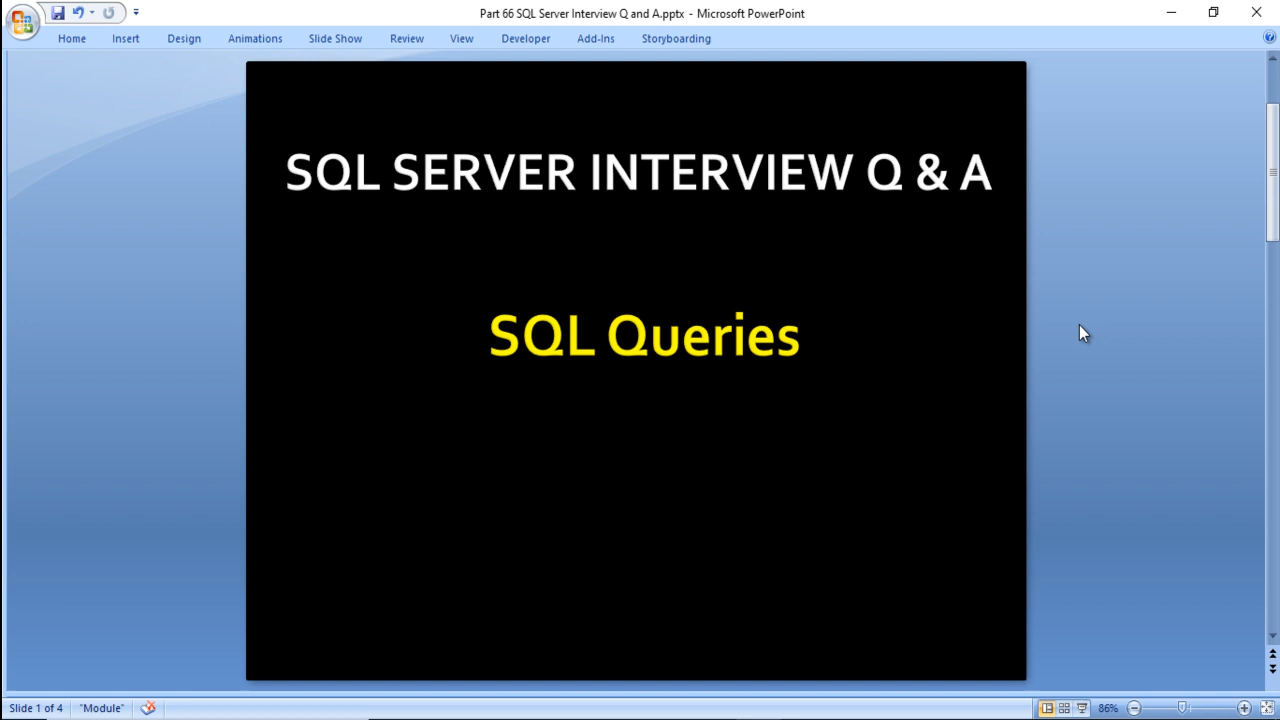 Part 66 SQL Server Interview Q and A.pptx - Microsoft PowerPoint
Home Insert Design Animations Slide Show Review View Developer Add-Ins Storyboarding
SQL SERVER INTERVIEW Q & A
SQL Queries
Slide 1 of 4 "Module" 86%